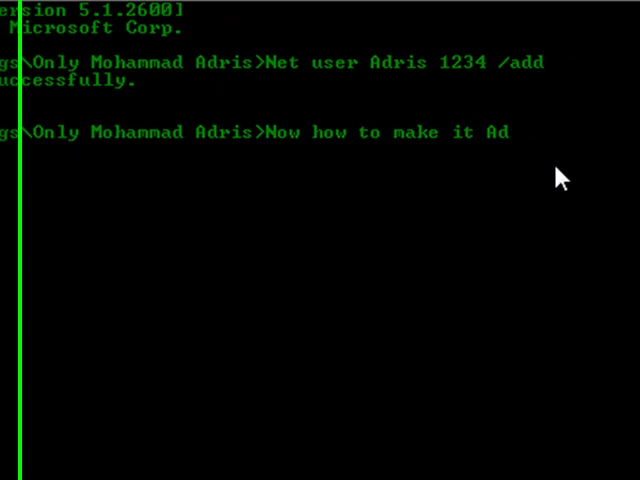 ersion 5.1.2600]
Microsoft Corp.
gs\Only Mohammad Adris>Net user Adris 1234 /add
uccessfully.
gs\Only Mohammad Adris>Now how to make it Ad